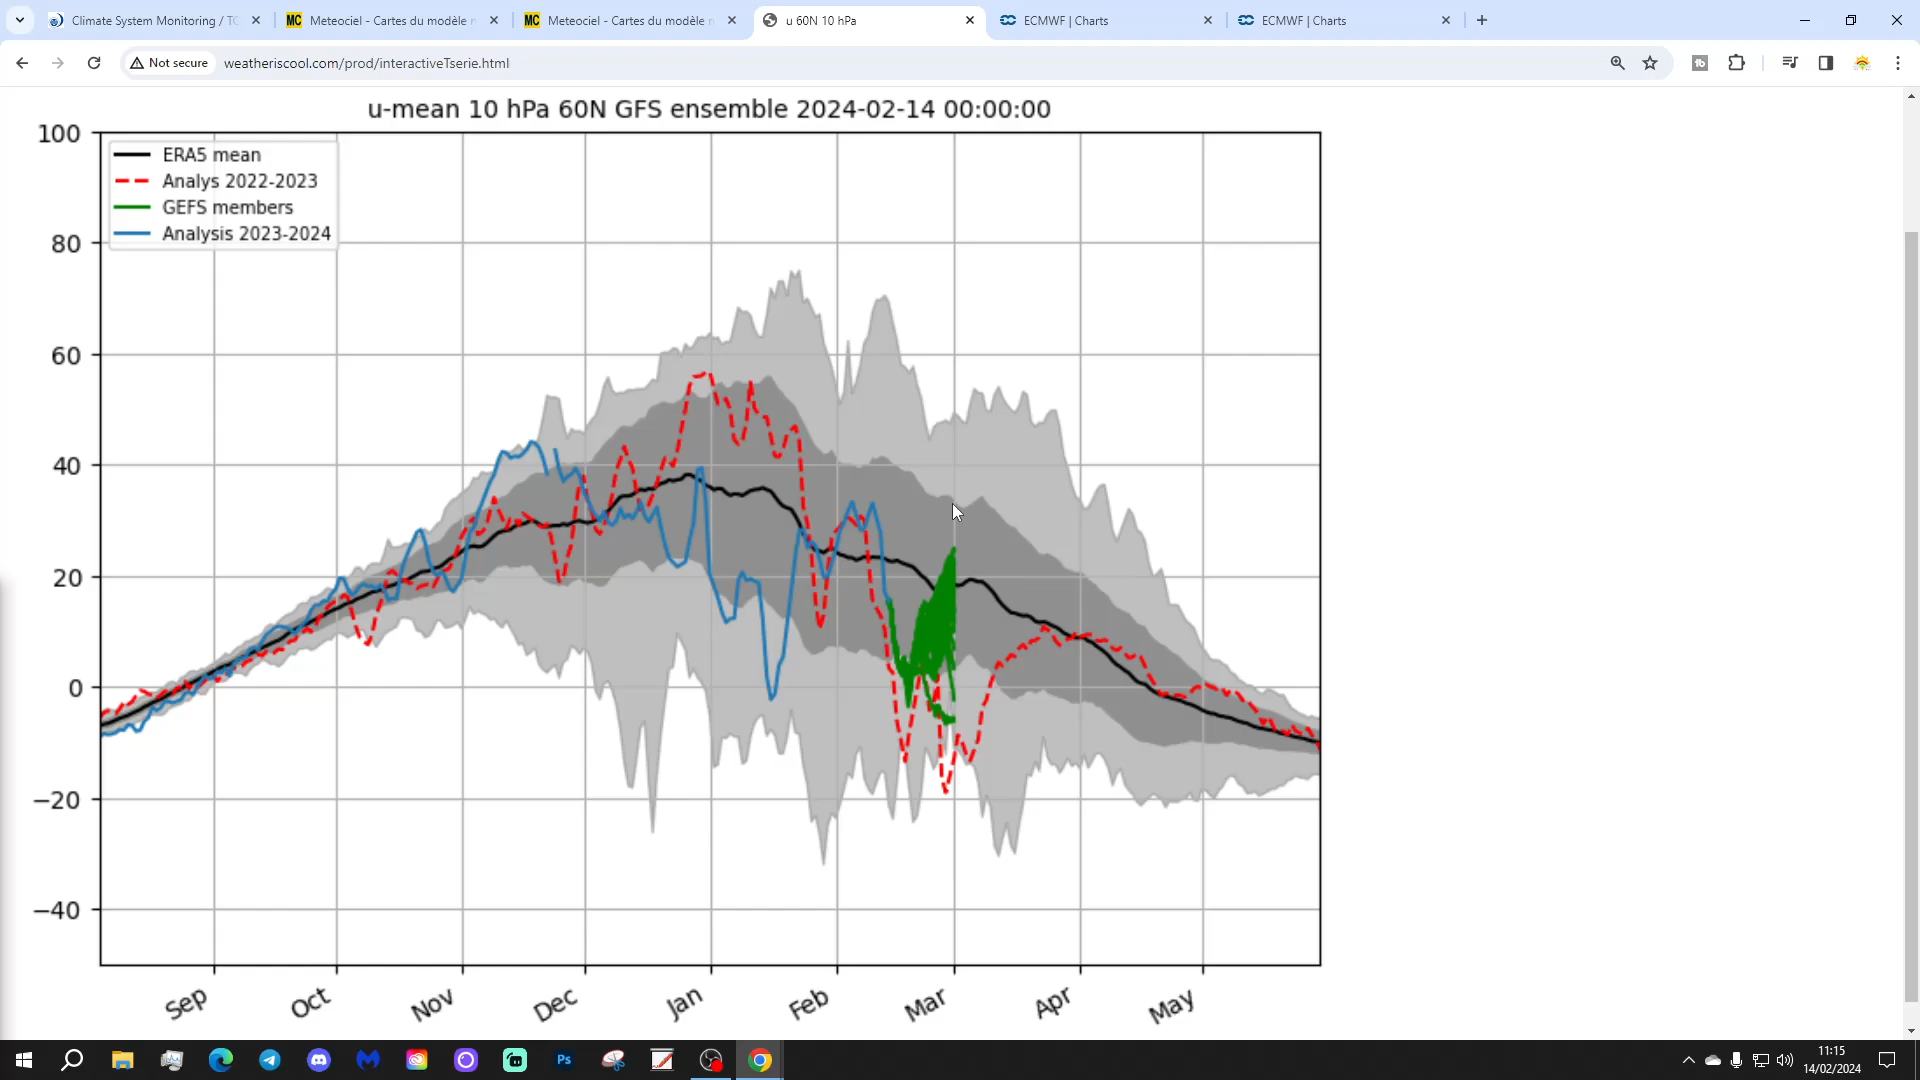 Climate System Monitoring / TC
Meteociel - Cartes du modèle n
Meteociel - Cartes du modèle n
u 60N 10 hPa
ECMWF | Charts
ECMWF | Charts
Not secure
weatheriscool.com/prod/interactiveTserie.html
u-mean 10 hPa 60N GFS ensemble 2024-02-14 00:00:00
ERA5 mean
Analys 2022-2023
GEFS members
Analysis 2023-2024
100
80
60
40
20
0
−20
−40
Sep
Oct
Nov
Dec
Jan
Feb
Mar
Apr
May
11:15
14/02/2024